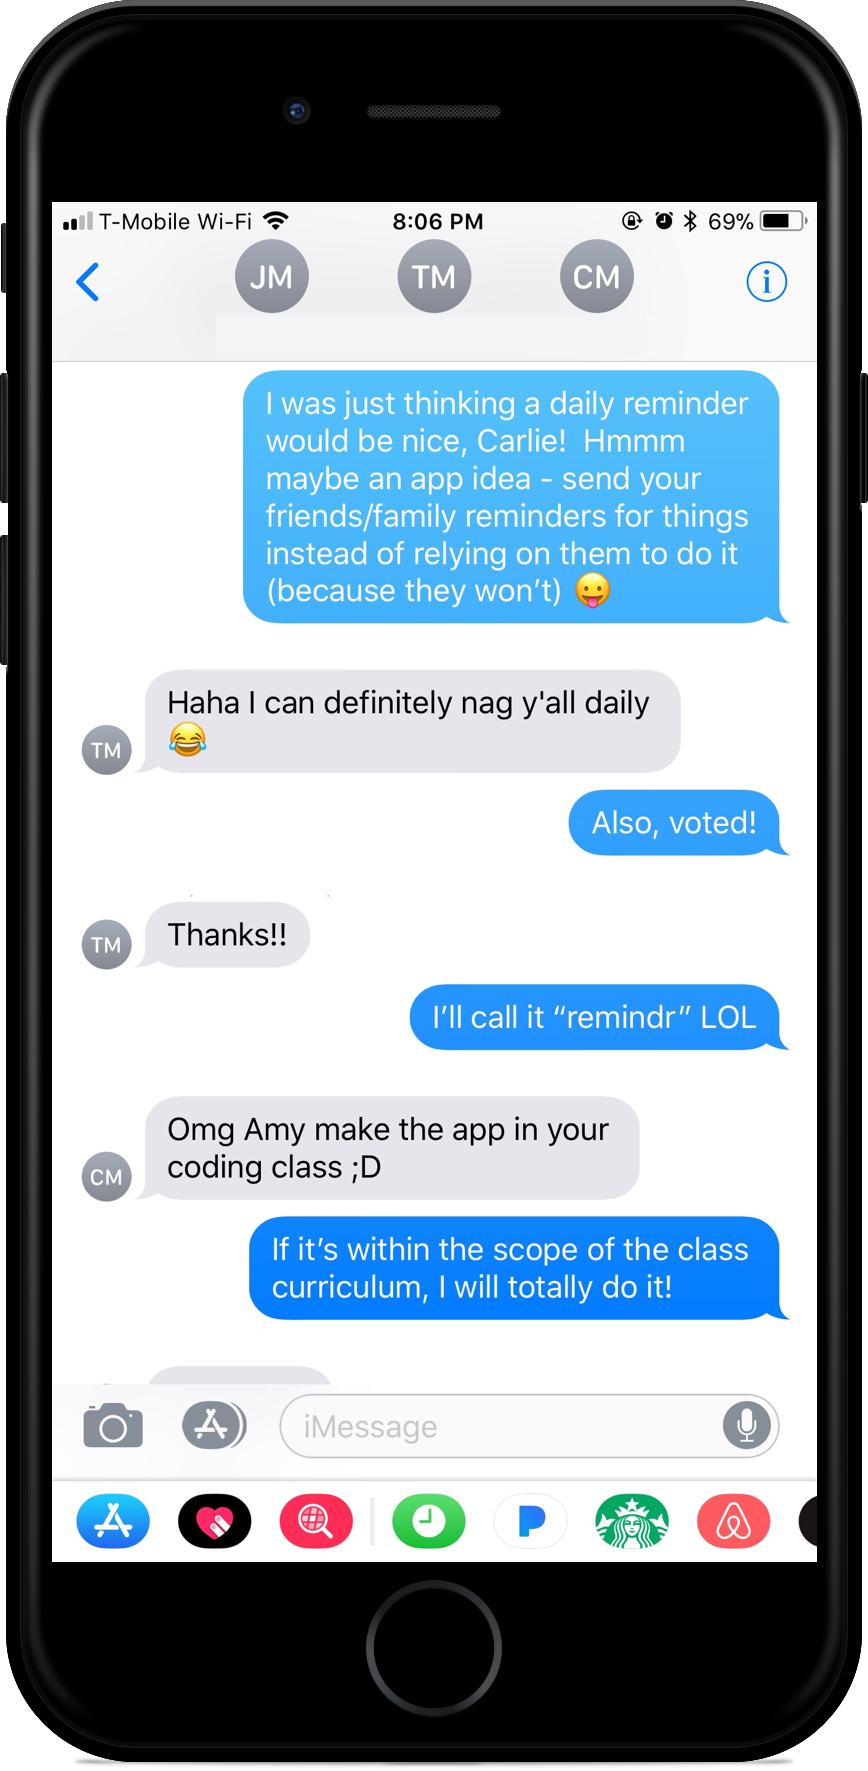 T-Mobile Wi-Fi 8:06 PM 69%
JM TM CM
I was just thinking a daily reminder
would be nice, Carlie!  Hmmm
maybe an app idea - send your
friends/family reminders for things
instead of relying on them to do it
(because they won’t) 😛
Haha I can definitely nag y'all daily
😂
TM
Also, voted!
Thanks!!
TM
I’ll call it “remindr” LOL
Omg Amy make the app in your
coding class ;D
CM
If it’s within the scope of the class
curriculum, I will totally do it!
iMessage